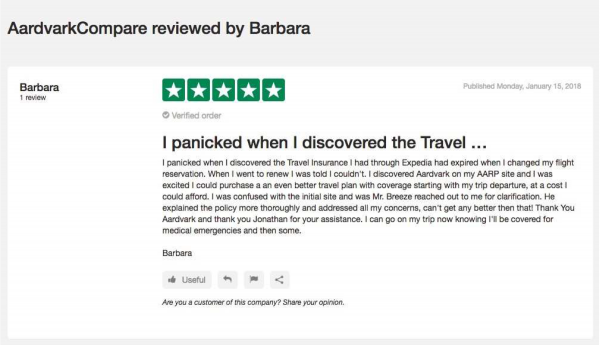 AardvarkCompare reviewed by Barbara
Barbara
1 review
Published Monday, January 15, 2018
Verified order
I panicked when I discovered the Travel ...
I panicked when I discovered the Travel Insurance I had through Expedia had expired when I changed my flight
reservation. When I went to renew I was told I couldn't. I discovered Aardvark on my AARP site and I was
excited I could purchase a an even better travel plan with coverage starting with my trip departure, at a cost I
could afford. I was confused with the initial site and was Mr. Breeze reached out to me for clarification. He
explained the policy more thoroughly and addressed all my concerns, can't get any better then that! Thank You
Aardvark and thank you Jonathan for your assistance. I can go on my trip now knowing I'll be covered for
medical emergencies and then some.
Barbara
Useful
Are you a customer of this company? Share your opinion.